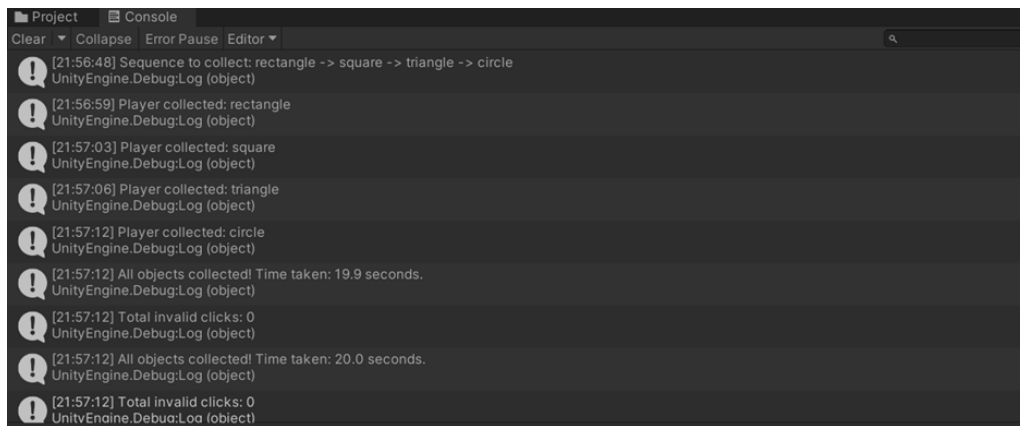 Project Console
Clear Collapse Error Pause Editor
[21:56:48] Sequence to collect: rectangle -> square -> triangle -> circle
UnityEngine.Debug:Log (object)
[21:56:59] Player collected: rectangle
UnityEngine.Debug:Log (object)
[21:57:03] Player collected: square
UnityEngine.Debug:Log (object)
[21:57:06] Player collected: triangle
UnityEngine.Debug:Log (object)
[21:57:12] Player collected: circle
UnityEngine.Debug:Log (object)
[21:57:12] All objects collected! Time taken: 19.9 seconds.
UnityEngine.Debug:Log (object)
[21:57:12] Total invalid clicks: 0
UnityEngine.Debug:Log (object)
[21:57:12] All objects collected! Time taken: 20.0 seconds.
UnityEngine.Debug:Log (object)
[21:57:12] Total invalid clicks: 0
UnityEngine.Debug:Log (object)